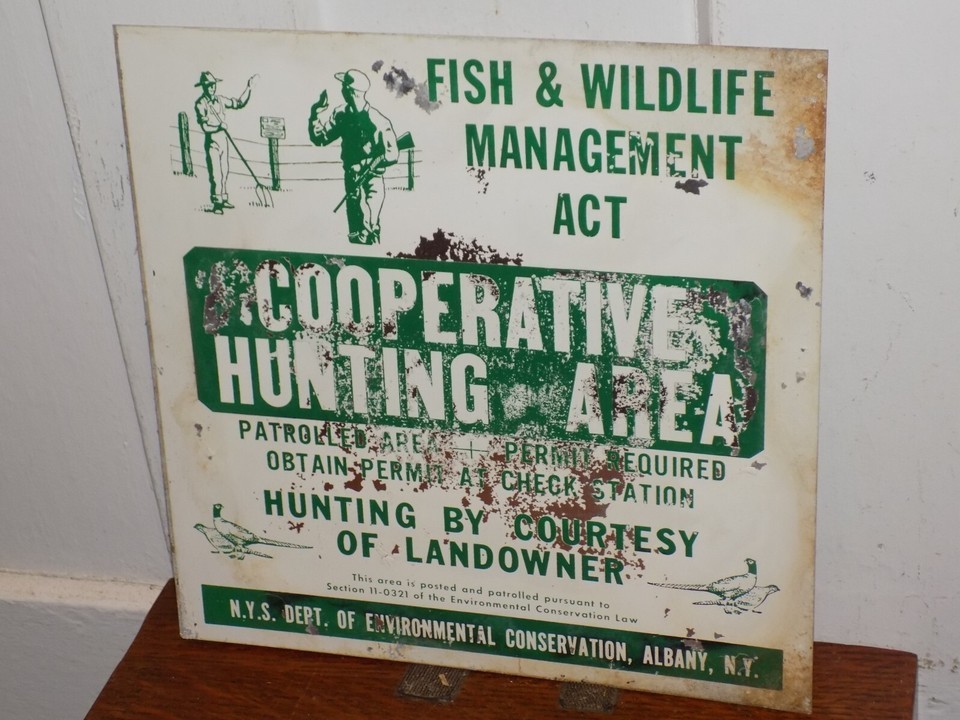 FISH & WILDLIFE
MANAGEMENT
ACT
COOPERATIVE
HUNTING AREA
PATROLLED AREA — PERMIT REQUIRED
OBTAIN PERMIT AT CHECK STATION
HUNTING BY COURTESY
OF LANDOWNER
This area is posted and patrolled pursuant to
Section 11-0321 of the Environmental Conservation Law
N.Y.S. DEPT. OF ENVIRONMENTAL CONSERVATION, ALBANY, N.Y.